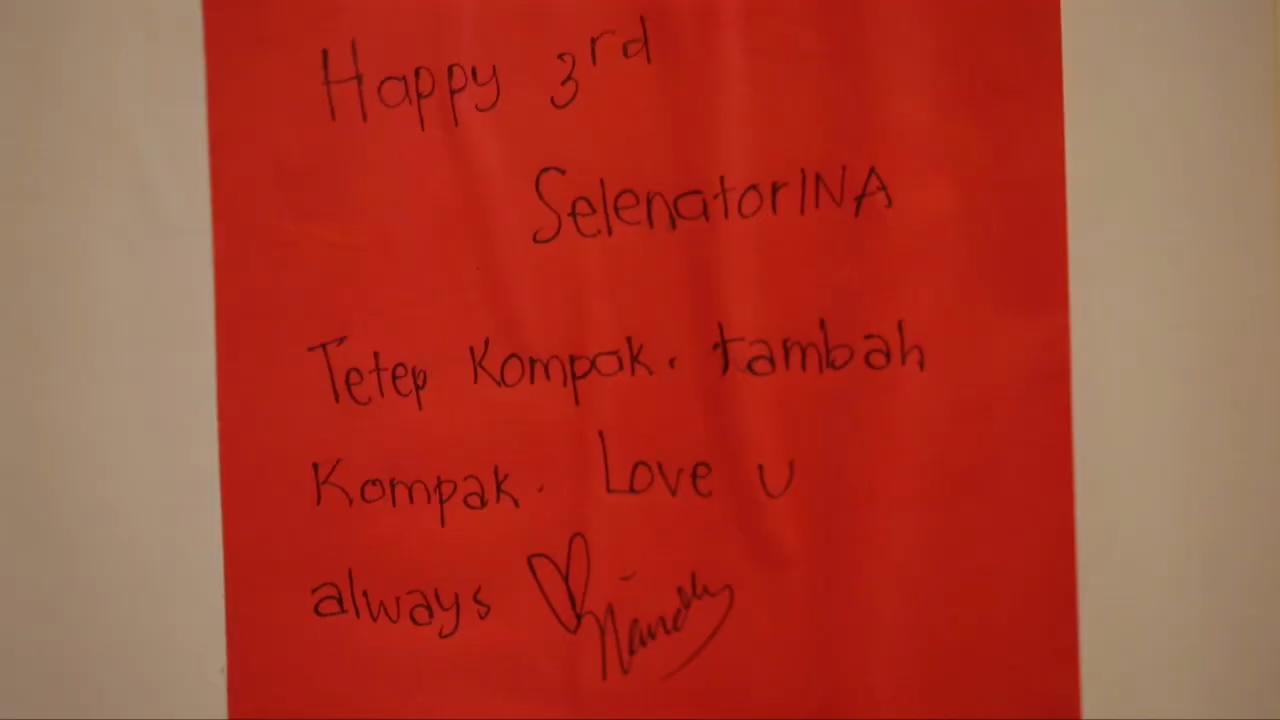 Happy 3rd
SelenatorINA
Tetep Kompak. tambah
Kompak. Love U
always